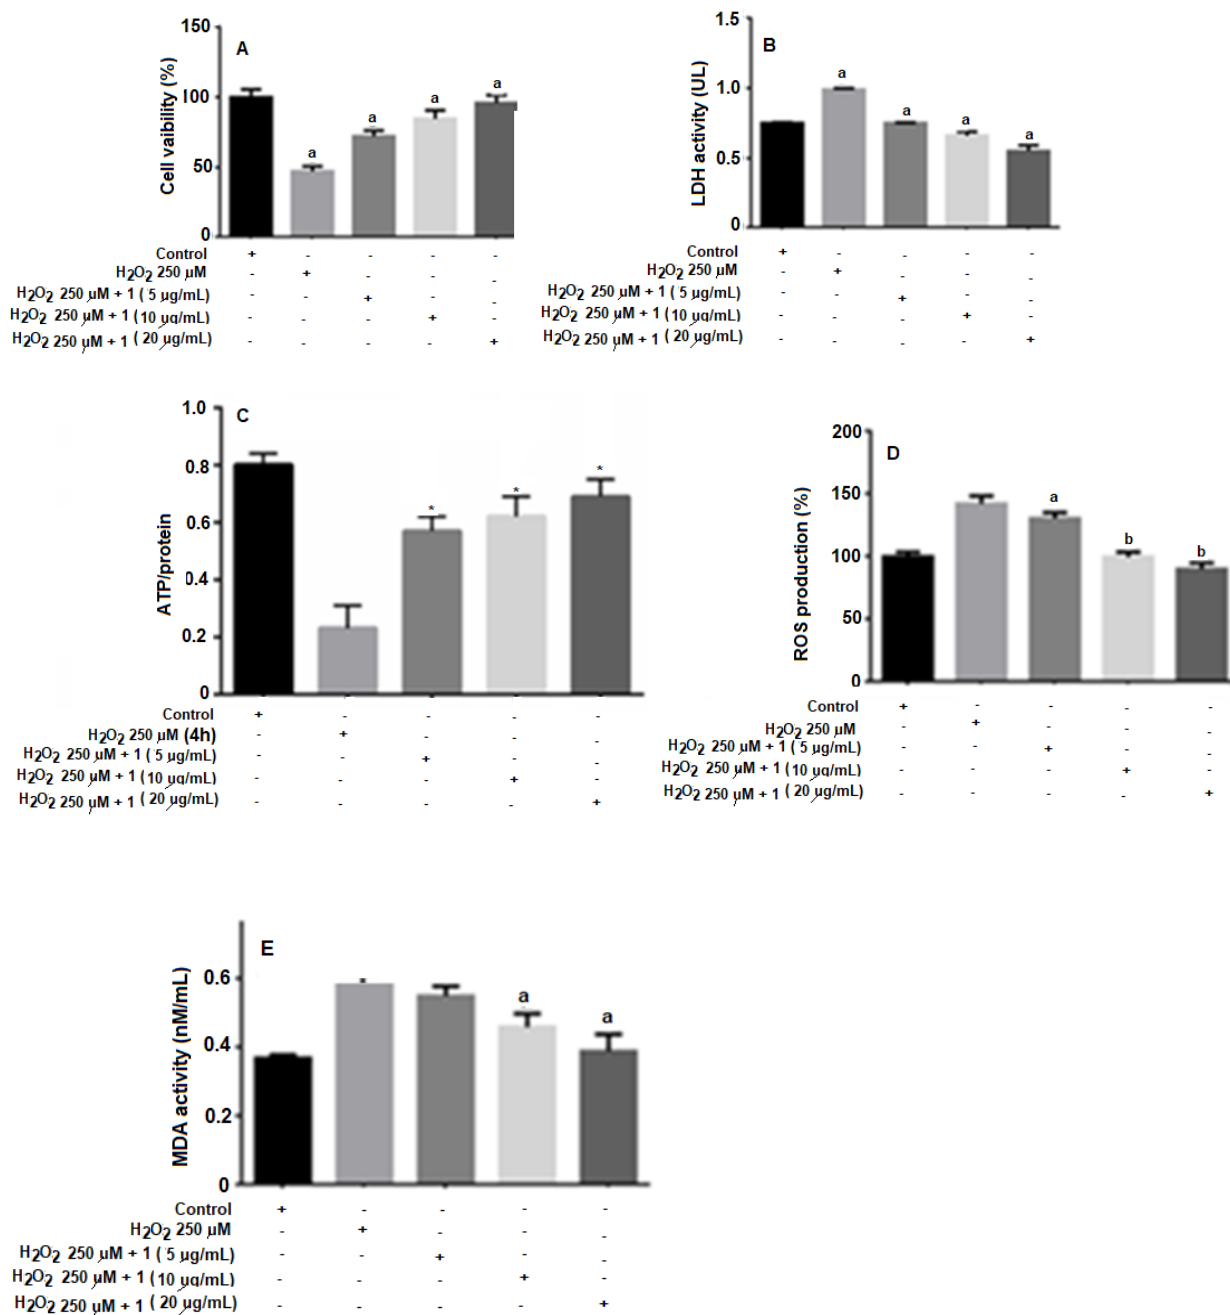 A
Cell vaibility (%)
150
100
50
0
a
a
a
a
Control + - - - -
H₂O₂ 250 µM - + - - -
H₂O₂ 250 µM + 1 ( 5 µg/mL) - - + - -
H₂O₂ 250 µM + 1 (10 µg/mL) - - - + -
H₂O₂ 250 µM + 1 ( 20 µg/mL) - - - - +
B
LDH activity (UL)
1.5
1.0
0.5
0
a
a
a
a
Control + - - - -
H₂O₂ 250 µM - + - - -
H₂O₂ 250 µM + 1 ( 5 µg/mL) - - + - -
H₂O₂ 250 µM + 1 (10 µg/mL) - - - + -
H₂O₂ 250 µM + 1 ( 20 µg/mL) - - - - +
C
ATP/protein
1.0
0.8
0.6
0.4
0.2
0
*
*
*
Control + - - - -
H₂O₂ 250 µM (4h) - + - - -
H₂O₂ 250 µM + 1 ( 5 µg/mL) - - + - -
H₂O₂ 250 µM + 1 (10 µg/mL) - - - + -
H₂O₂ 250 µM + 1 ( 20 µg/mL) - - - - +
D
ROS production (%)
200
150
100
50
0
a
b
b
Control + - - - -
H₂O₂ 250 µM - + - - -
H₂O₂ 250 µM + 1 ( 5 µg/mL) - - + - -
H₂O₂ 250 µM + 1 (10 µg/mL) - - - + -
H₂O₂ 250 µM + 1 ( 20 µg/mL) - - - - +
E
MDA activity (nM/mL)
0.6
0.4
0.2
0
a
a
Control + - - - -
H₂O₂ 250 µM - + - - -
H₂O₂ 250 µM + 1 ( 5 µg/mL) - - + - -
H₂O₂ 250 µM + 1 (10 µg/mL) - - - + -
H₂O₂ 250 µM + 1 ( 20 µg/mL) - - - - +